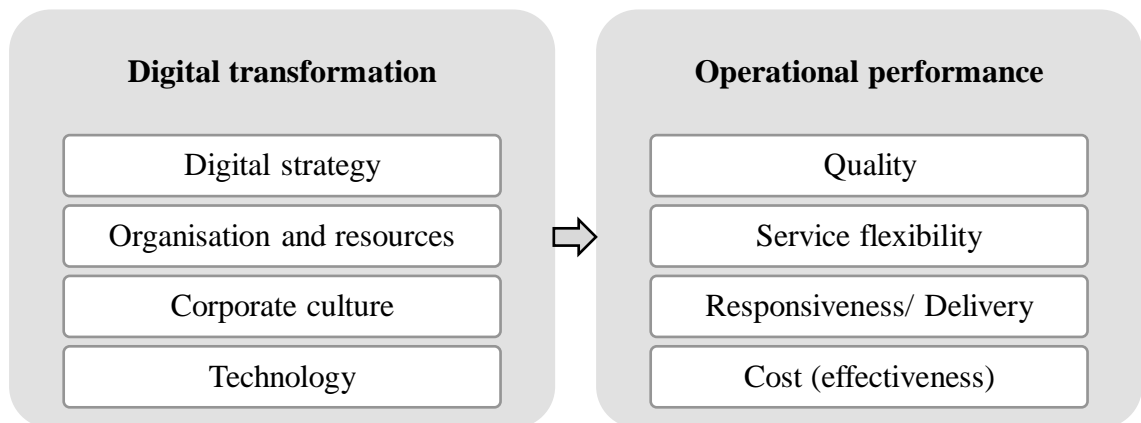 Digital transformation
Digital strategy
Organisation and resources
Corporate culture
Technology
Operational performance
Quality
Service flexibility
Responsiveness/ Delivery
Cost (effectiveness)